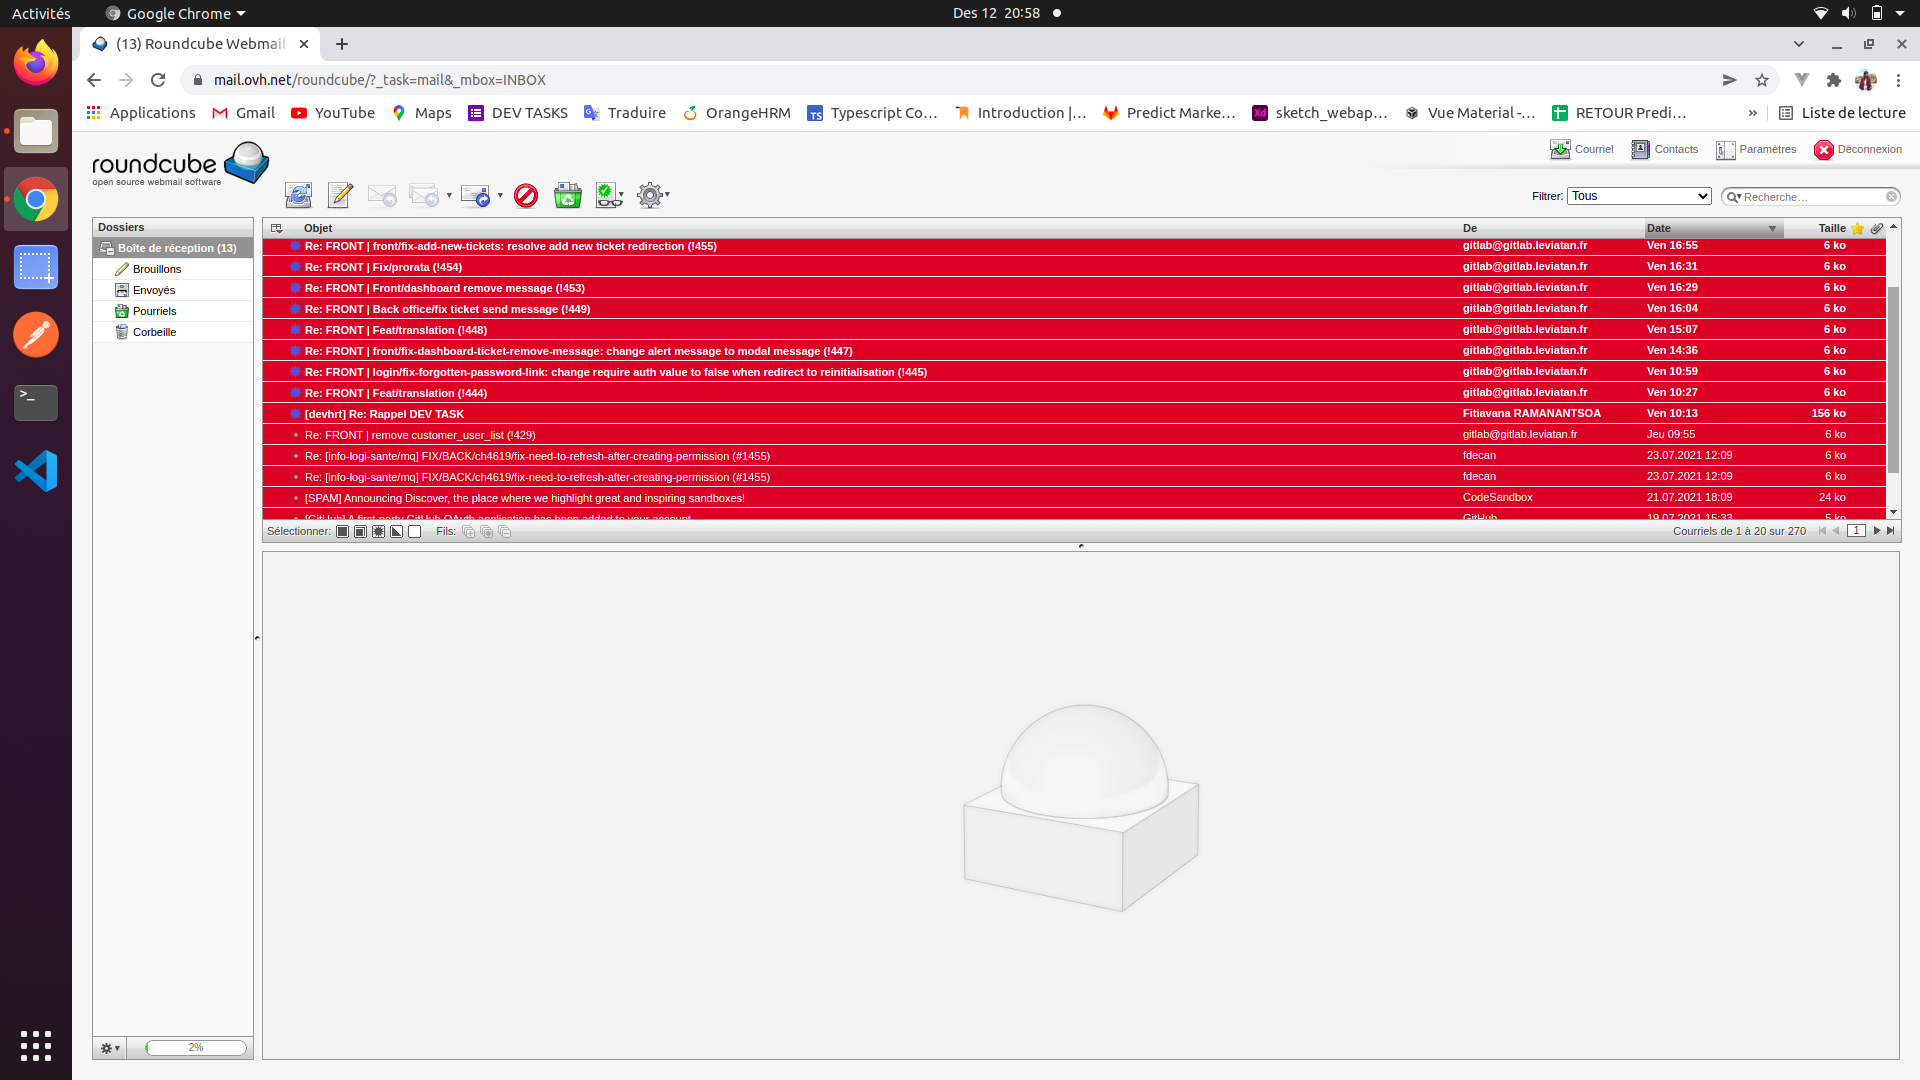 Activités
Google Chrome
Des 12 20:58
(13) Roundcube Webmail
mail.ovh.net/roundcube/?_task=mail&_mbox=INBOX
Applications
Gmail
YouTube
Maps
DEV TASKS
Traduire
OrangeHRM
Typescript Co…
Introduction |…
Predict Marke…
sketch_webap…
Vue Material -…
RETOUR Predi…
»
Liste de lecture
roundcube
open source webmail software
Courriel
Contacts
Paramètres
Déconnexion
Filtrer: Tous
Recherche…
Dossiers
Boîte de réception (13)
Brouillons
Envoyés
Pourriels
Corbeille
Objet De Date Taille
Re: FRONT | front/fix-add-new-tickets: resolve add new ticket redirection (!455) gitlab@gitlab.leviatan.fr Ven 16:55 6 ko
Re: FRONT | Fix/prorata (!454) gitlab@gitlab.leviatan.fr Ven 16:31 6 ko
Re: FRONT | Front/dashboard remove message (!453) gitlab@gitlab.leviatan.fr Ven 16:29 6 ko
Re: FRONT | Back office/fix ticket send message (!449) gitlab@gitlab.leviatan.fr Ven 16:04 6 ko
Re: FRONT | Feat/translation (!448) gitlab@gitlab.leviatan.fr Ven 15:07 6 ko
Re: FRONT | front/fix-dashboard-ticket-remove-message: change alert message to modal message (!447) gitlab@gitlab.leviatan.fr Ven 14:36 6 ko
Re: FRONT | login/fix-forgotten-password-link: change require auth value to false when redirect to reinitialisation (!445) gitlab@gitlab.leviatan.fr Ven 10:59 6 ko
Re: FRONT | Feat/translation (!444) gitlab@gitlab.leviatan.fr Ven 10:27 6 ko
[devhrt] Re: Rappel DEV TASK Fitiavana RAMANANTSOA Ven 10:13 156 ko
Re: FRONT | remove customer_user_list (!429) gitlab@gitlab.leviatan.fr Jeu 09:55 6 ko
Re: [info-logi-sante/mq] FIX/BACK/ch4619/fix-need-to-refresh-after-creating-permission (#1455) fdecan 23.07.2021 12:09 6 ko
Re: [info-logi-sante/mq] FIX/BACK/ch4619/fix-need-to-refresh-after-creating-permission (#1455) fdecan 23.07.2021 12:09 6 ko
[SPAM] Announcing Discover, the place where we highlight great and inspiring sandboxes! CodeSandbox 21.07.2021 18:09 24 ko
[GitHub] A first-party GitHub OAuth application has been added to your account GitHub 19.07.2021 15:33 5 ko
Sélectionner: Fils: Courriels de 1 à 20 sur 270 1
2%